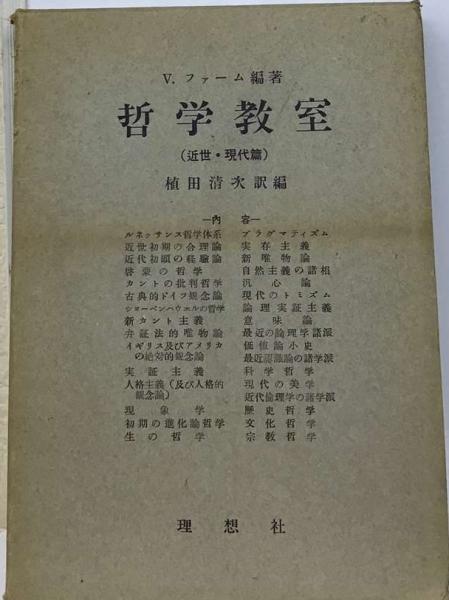 V. ファーム編著
哲学教室
(近世・現代篇)
植田清次訳編
—内 容—
ルネッサンス哲学体系
近世初期の合理論
近代初頭の経験論
啓蒙の哲学
カントの批判哲学
古典的ドイツ観念論
ショーペンハウエルの哲学
新カント主義
弁証法的唯物論
イギリス及びアメリカ
の絶対的観念論
実証主義
人格主義(及び人格的
観念論)
現象学
初期の進化論哲学
生の哲学
プラグマティズム
実存主義
新唯物論
自然主義の諸相
汎心論
現代のトミズム
論理実証主義
意味論
最近の論理学諸派
価値論小史
最近認識論の諸学派
科学哲学
現代の美学
近代倫理学の諸学派
歴史哲学
文化哲学
宗教哲学
理想社